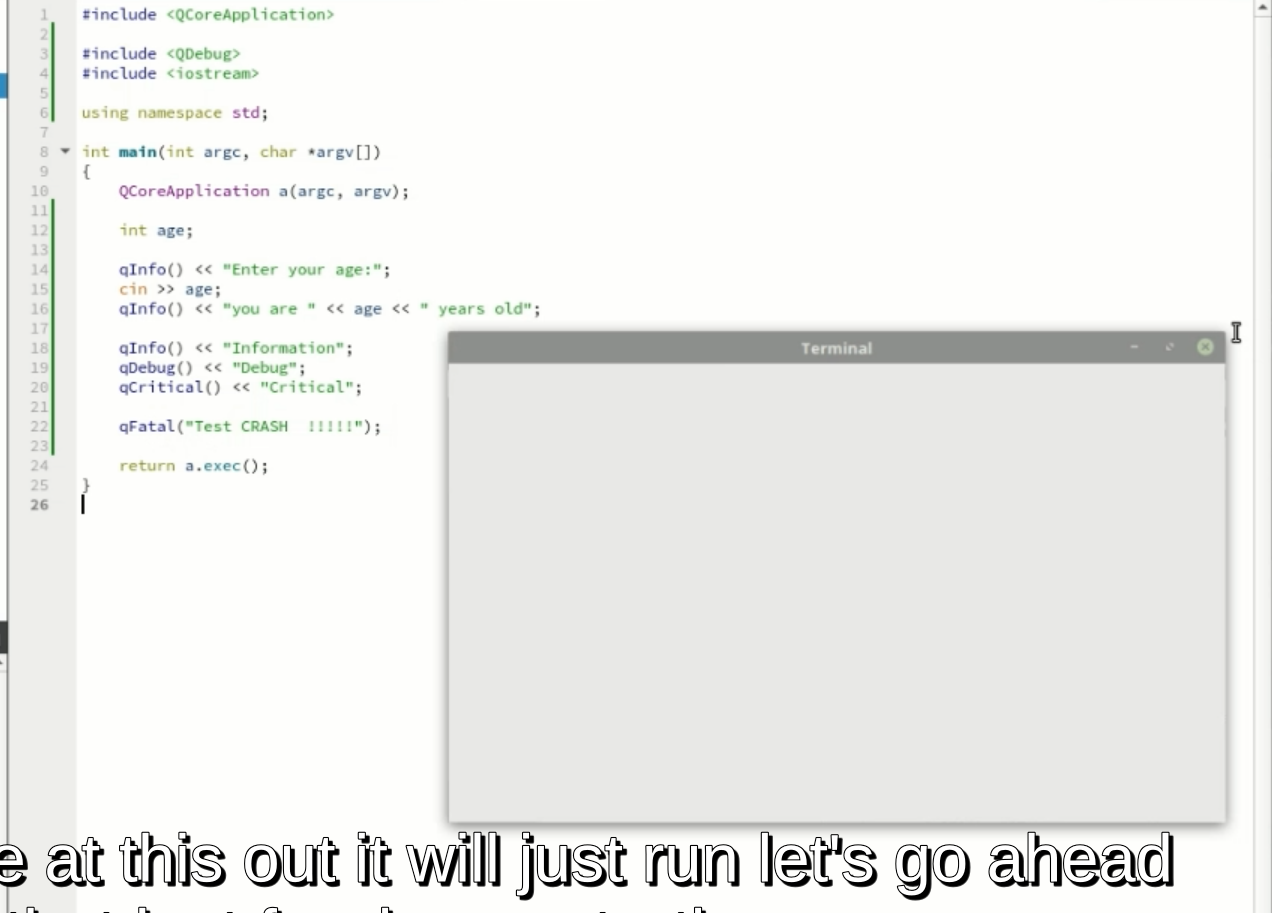 1 #include <QCoreApplication>
2
3 #include <QDebug>
4 #include <iostream>
5
6 using namespace std;
7
8 int main(int argc, char *argv[])
9 {
10 QCoreApplication a(argc, argv);
11
12 int age;
13
14 qInfo() << "Enter your age:";
15 cin >> age;
16 qInfo() << "you are " << age << " years old";
17
18 qInfo() << "Information";
19 qDebug() << "Debug";
20 qCritical() << "Critical";
21
22 qFatal("Test CRASH  !!!!!");
23
24 return a.exec();
25 }
26
Terminal
e at this out it will just run let's go ahead